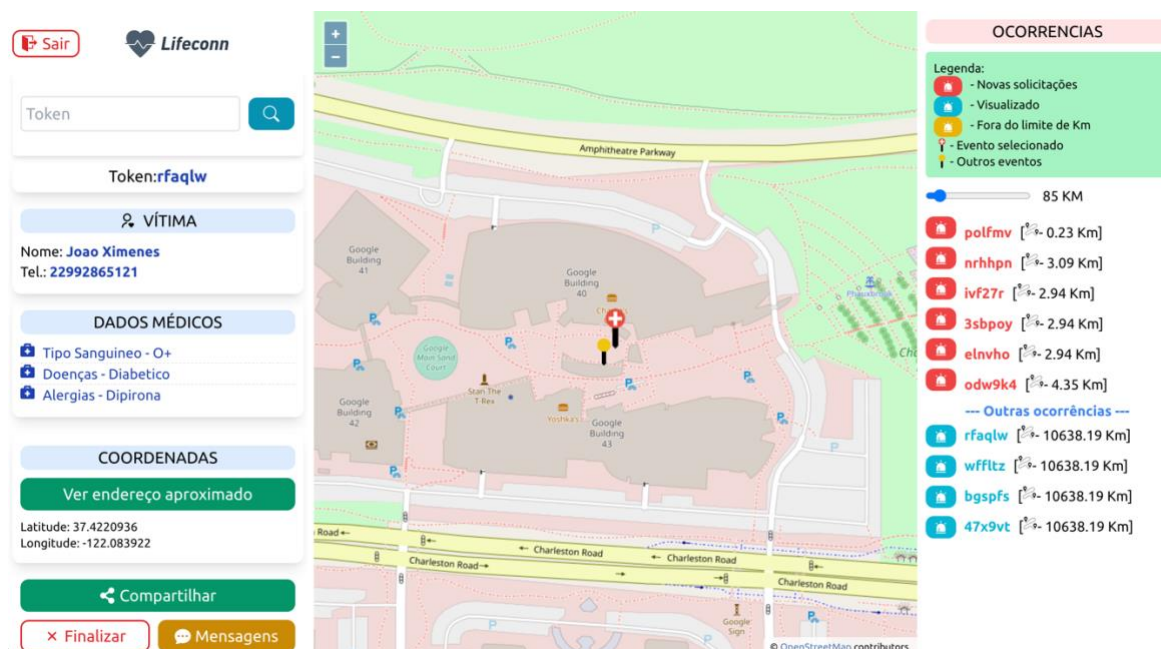 Sair
Lifeconn
Token
Token:rfaqlw
VÍTIMA
Nome: Joao Ximenes
Tel.: 22992865121
DADOS MÉDICOS
Tipo Sanguineo - O+
Doenças - Diabetico
Alergias - Dipirona
COORDENADAS
Ver endereço aproximado
Latitude: 37.4220936
Longitude: -122.083922
Compartilhar
× Finalizar
Mensagens
+
−
Amphitheatre Parkway
P
Google
Building
41
Google
Building
40
Google
Main Sand
Court
Stan The
T-Rex
Yoshka's
Google
Building
42
Google
Building
43
P
Road
Charleston Road
Charleston Road
Charleston Road
Charleston Road
Google
Sign
P
© OpenStreetMap contributors.
OCORRENCIAS
Legenda:
- Novas solicitações
- Visualizado
- Fora do limite de Km
- Evento selecionado
- Outros eventos
85 KM
polfmv [- 0.23 Km]
nrhhpn [- 3.09 Km]
ivf27r [- 2.94 Km]
3sbpoy [- 2.94 Km]
elnvho [- 2.94 Km]
odw9k4 [- 4.35 Km]
--- Outras ocorrências ---
rfaqlw [- 10638.19 Km]
wffltz [- 10638.19 Km]
bgspfs [- 10638.19 Km]
47x9vt [- 10638.19 Km]